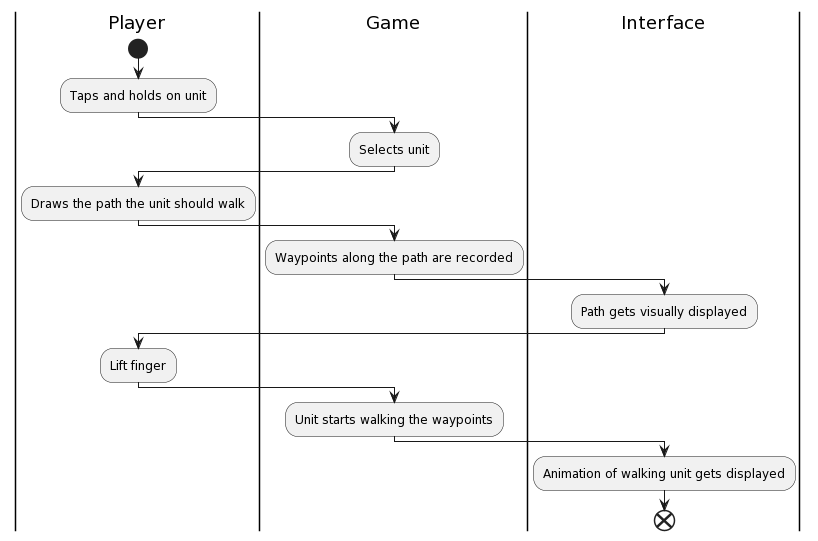 Player
Game
Interface
Taps and holds on unit
Selects unit
Draws the path the unit should walk
Waypoints along the path are recorded
Path gets visually displayed
Lift finger
Unit starts walking the waypoints
Animation of walking unit gets displayed